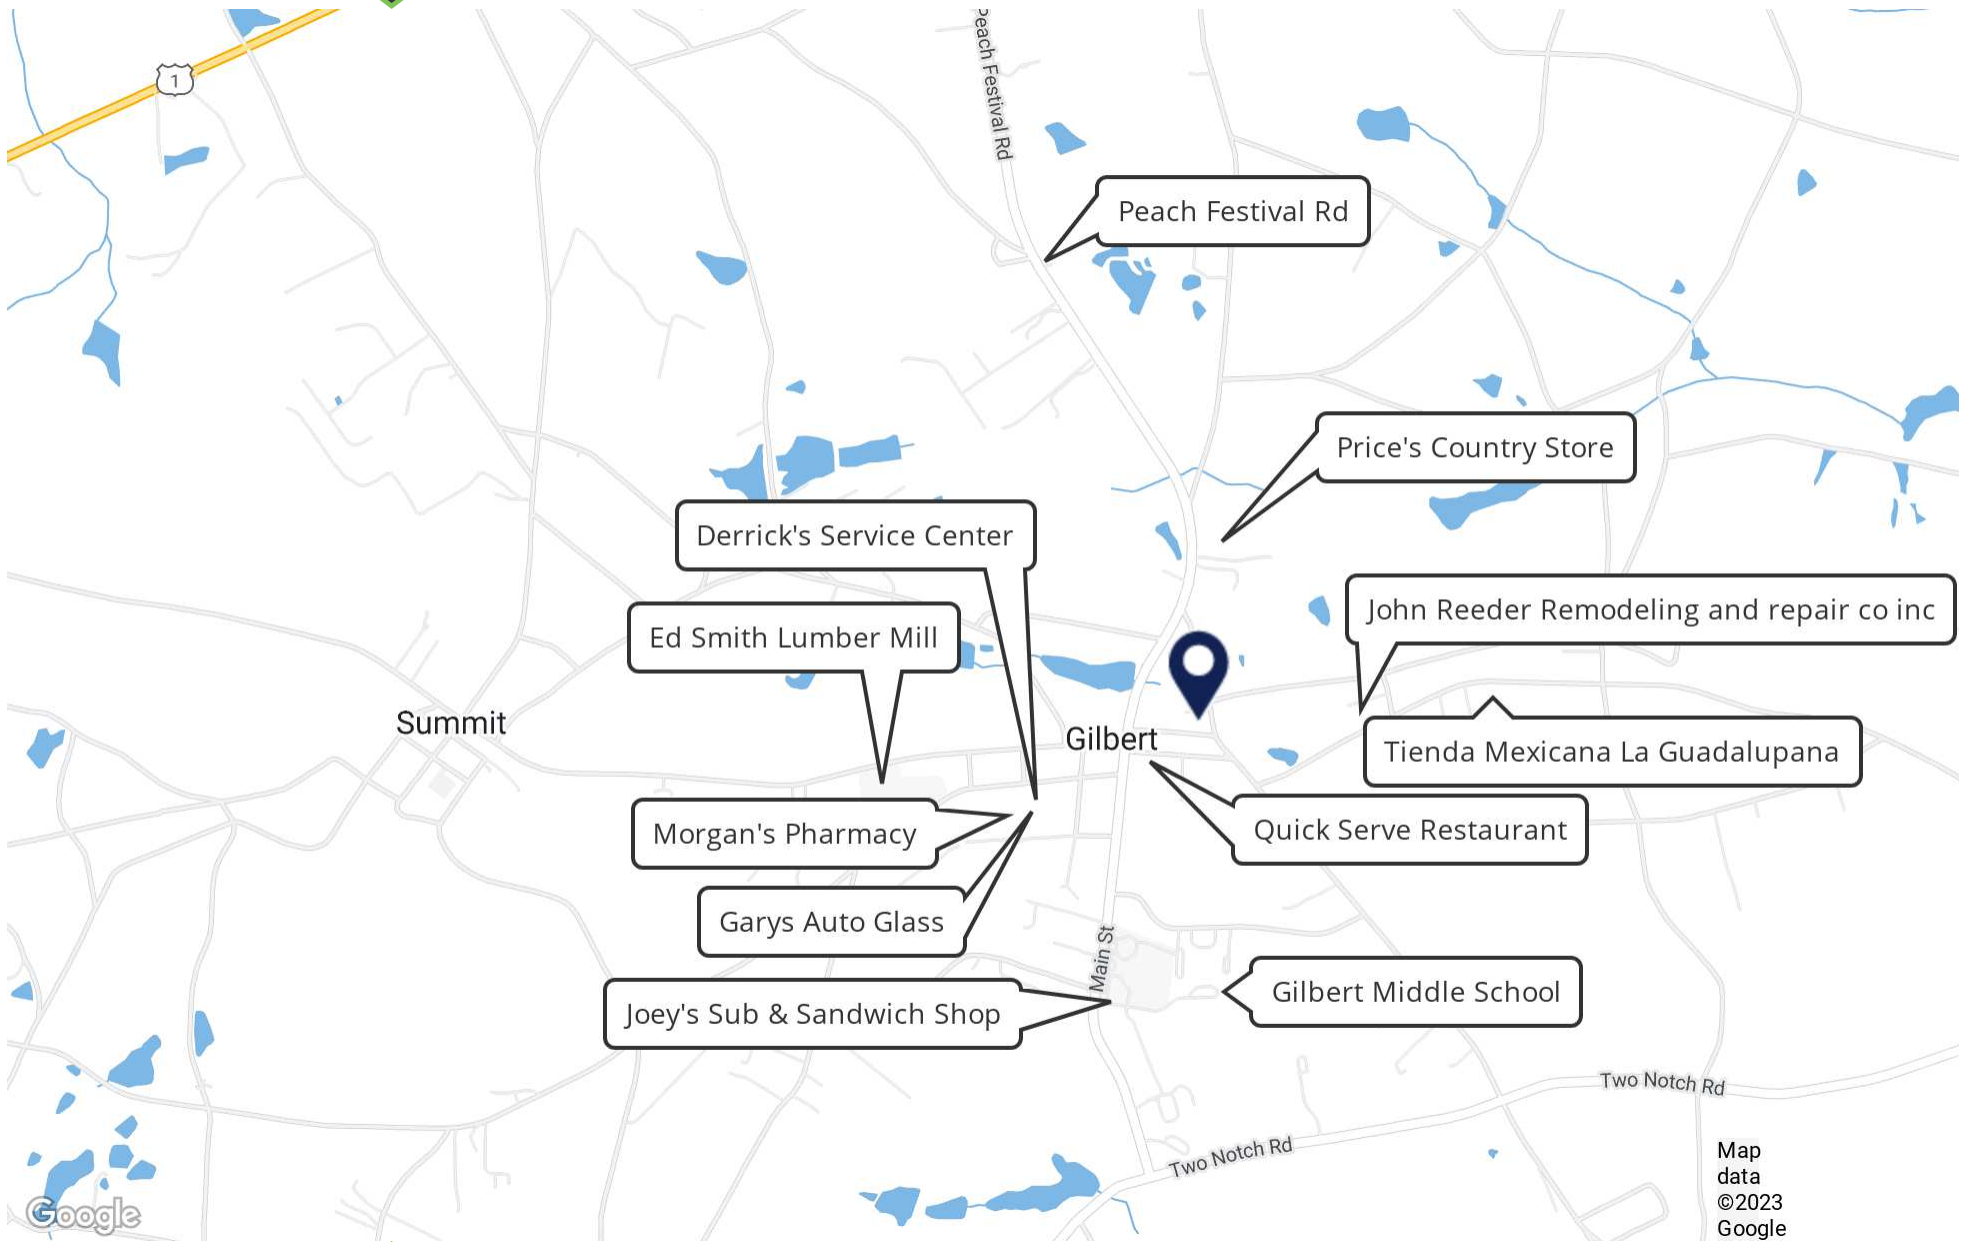 1
Peach Festival Rd
Peach Festival Rd
Price's Country Store
Derrick's Service Center
John Reeder Remodeling and repair co inc
Ed Smith Lumber Mill
Summit
Gilbert
Tienda Mexicana La Guadalupana
Morgan's Pharmacy
Quick Serve Restaurant
Garys Auto Glass
Main St
Gilbert Middle School
Joey's Sub & Sandwich Shop
Two Notch Rd
Two Notch Rd
Map
data
©2023
Google
Google